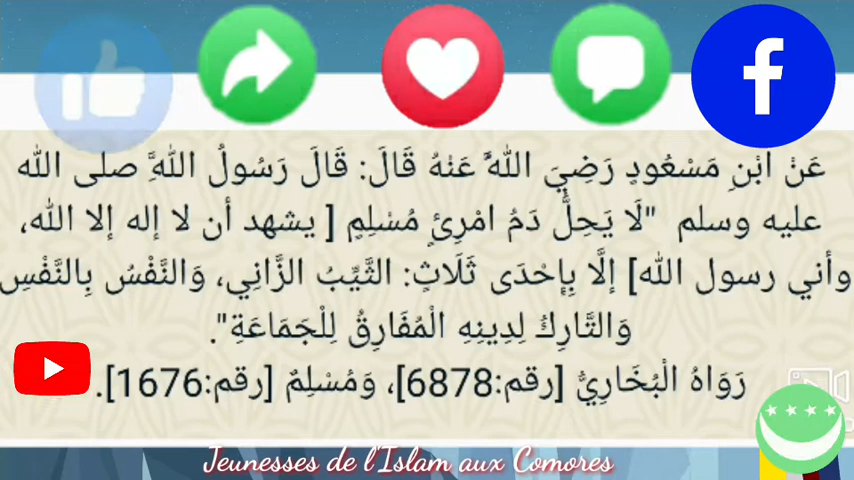 عَنْ ابْنِ مَسْعُودٍ رَضِيَ اللهَُّ عَنْهُ قَالَ: قَالَ رَسُولُ اللهَِّ صلى الله
عليه وسلم "لَا يَحِلُّ دَمُ امْرِئٍ مُسْلِمٍ [ يشهد أن لا إله إلا الله،
وأني رسول الله] إلَّا بِإِحْدَى ثَلَاثٍ: الثَّيِّبُ الزَّانِي، وَالنَّفْسُ بِالنَّفْسِ
وَالتَّارِكُ لِدِينِهِ الْمُفَارِقُ لِلْجَمَاعَةِ".
رَوَاهُ الْبُخَارِيُّ [رقم:6878]، وَمُسْلِمٌ [رقم:1676].
Jeunesses de l'Islam aux Comores